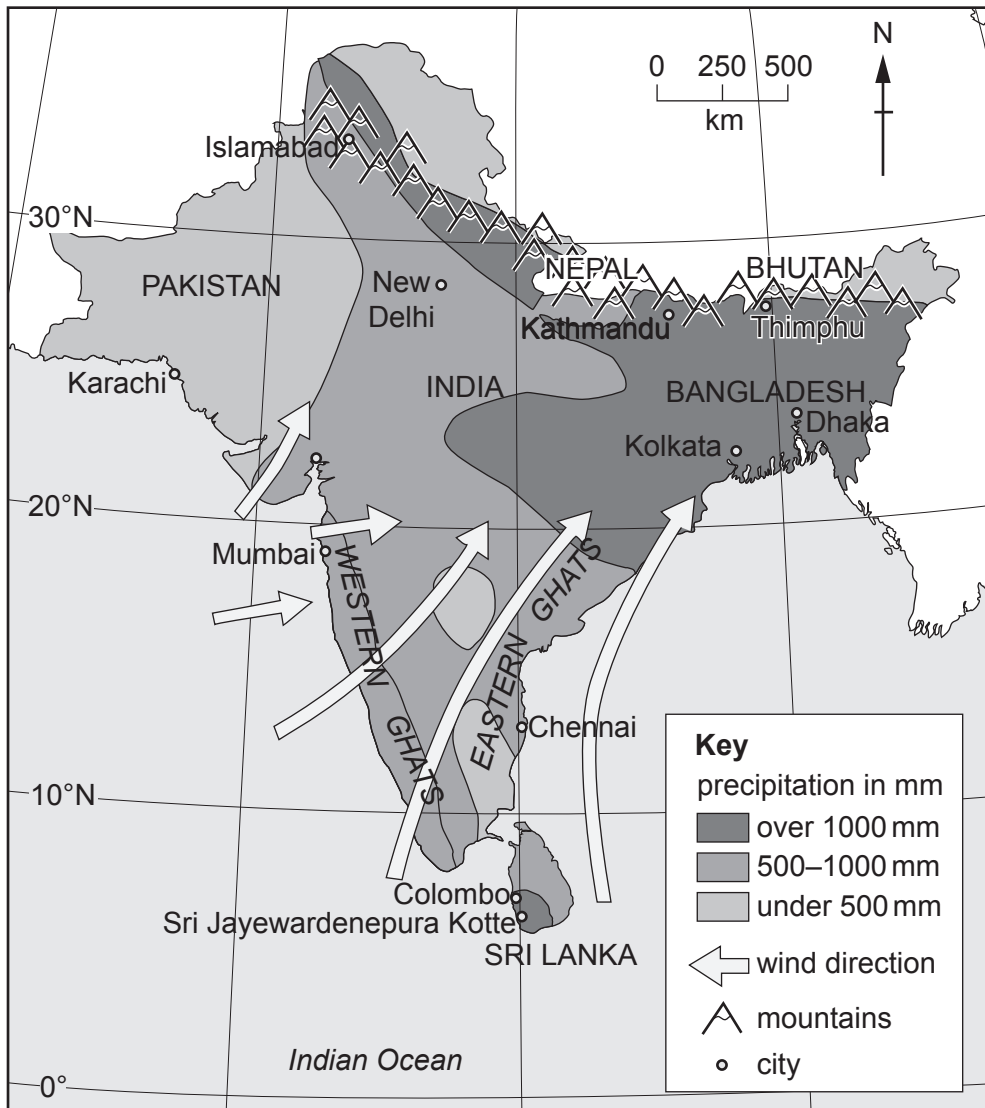 N
0 250 500
km
Islamabad
30°N
PAKISTAN
New
Delhi
NEPAL
BHUTAN
Kathmandu
Thimphu
Karachi
INDIA
BANGLADESH
Dhaka
Kolkata
20°N
Mumbai
WESTERN GHATS
EASTERN GHATS
Chennai
10°N
Colombo
Sri Jayewardenepura Kotte
SRI LANKA
Indian Ocean
0°
Key
precipitation in mm
over 1000 mm
500–1000 mm
under 500 mm
wind direction
mountains
city